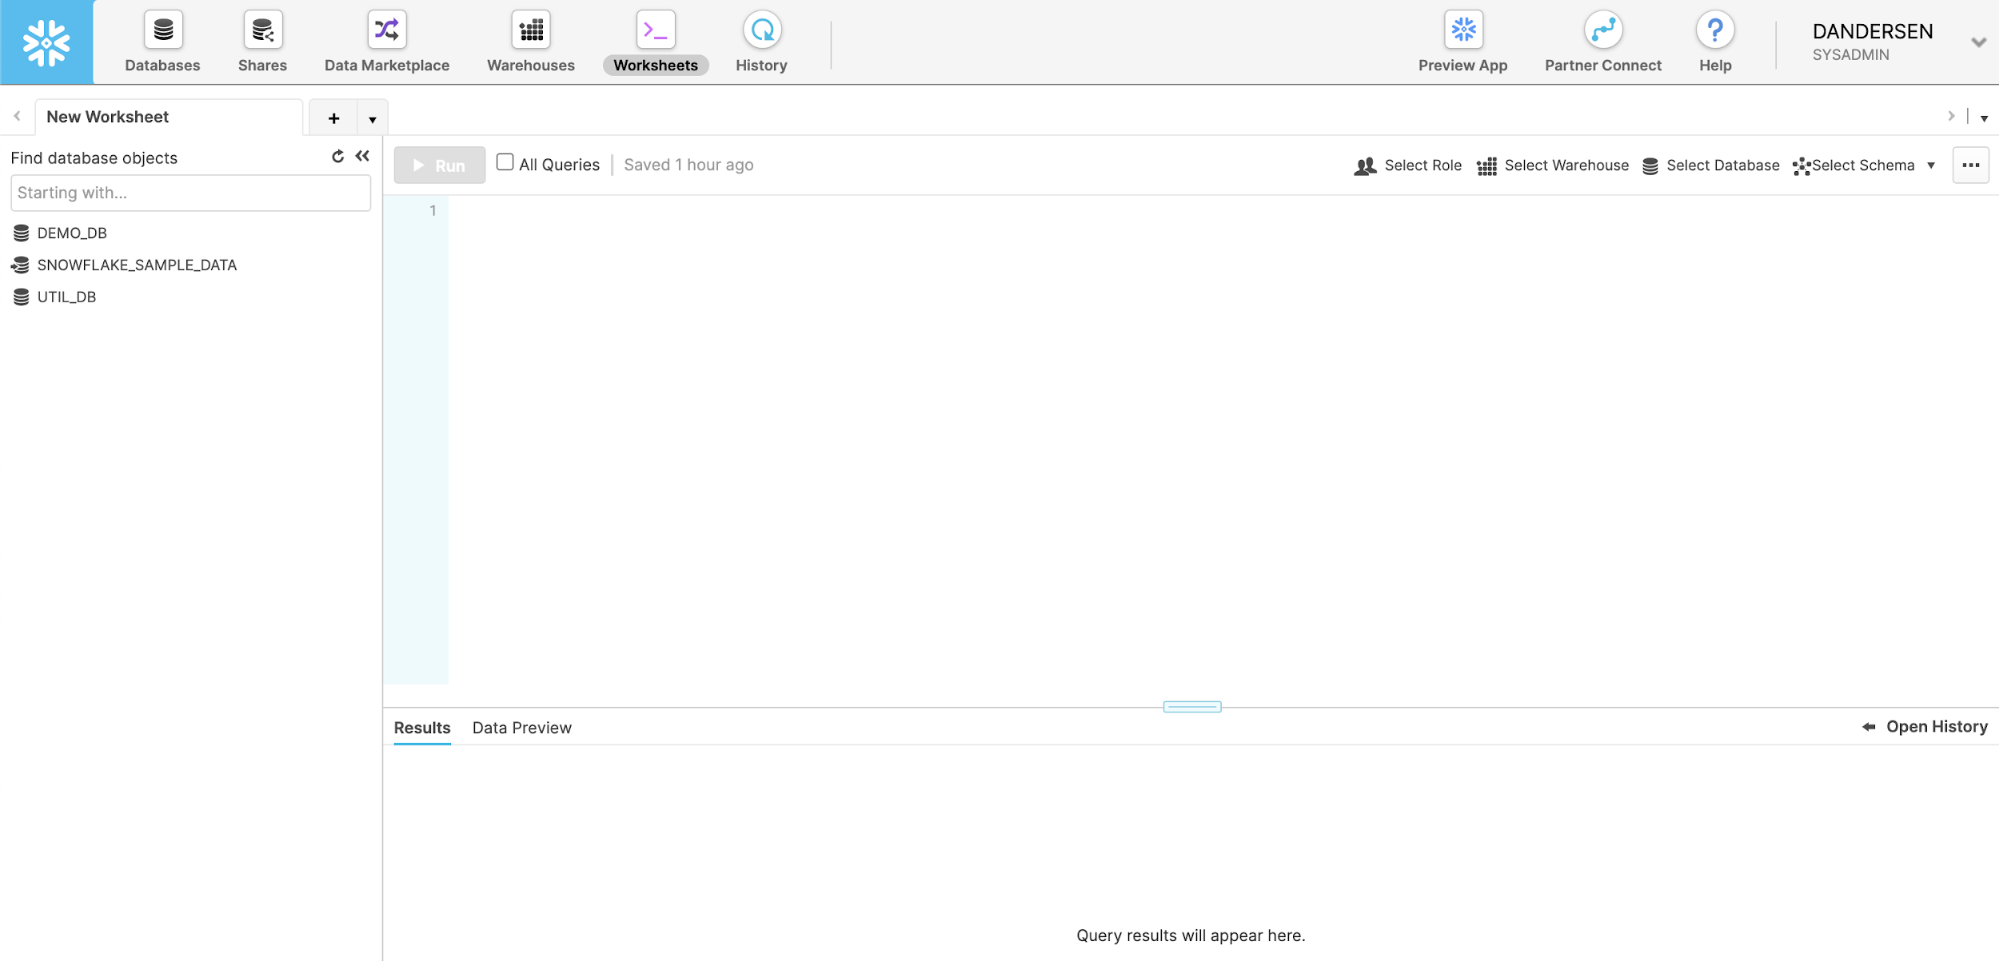 Databases Shares Data Marketplace Warehouses Worksheets History Preview App Partner Connect Help
DANDERSEN
SYSADMIN
New Worksheet
Find database objects
Starting with...
DEMO_DB
SNOWFLAKE_SAMPLE_DATA
UTIL_DB
Run All Queries Saved 1 hour ago Select Role Select Warehouse Select Database Select Schema
1
Results Data Preview Open History
Query results will appear here.